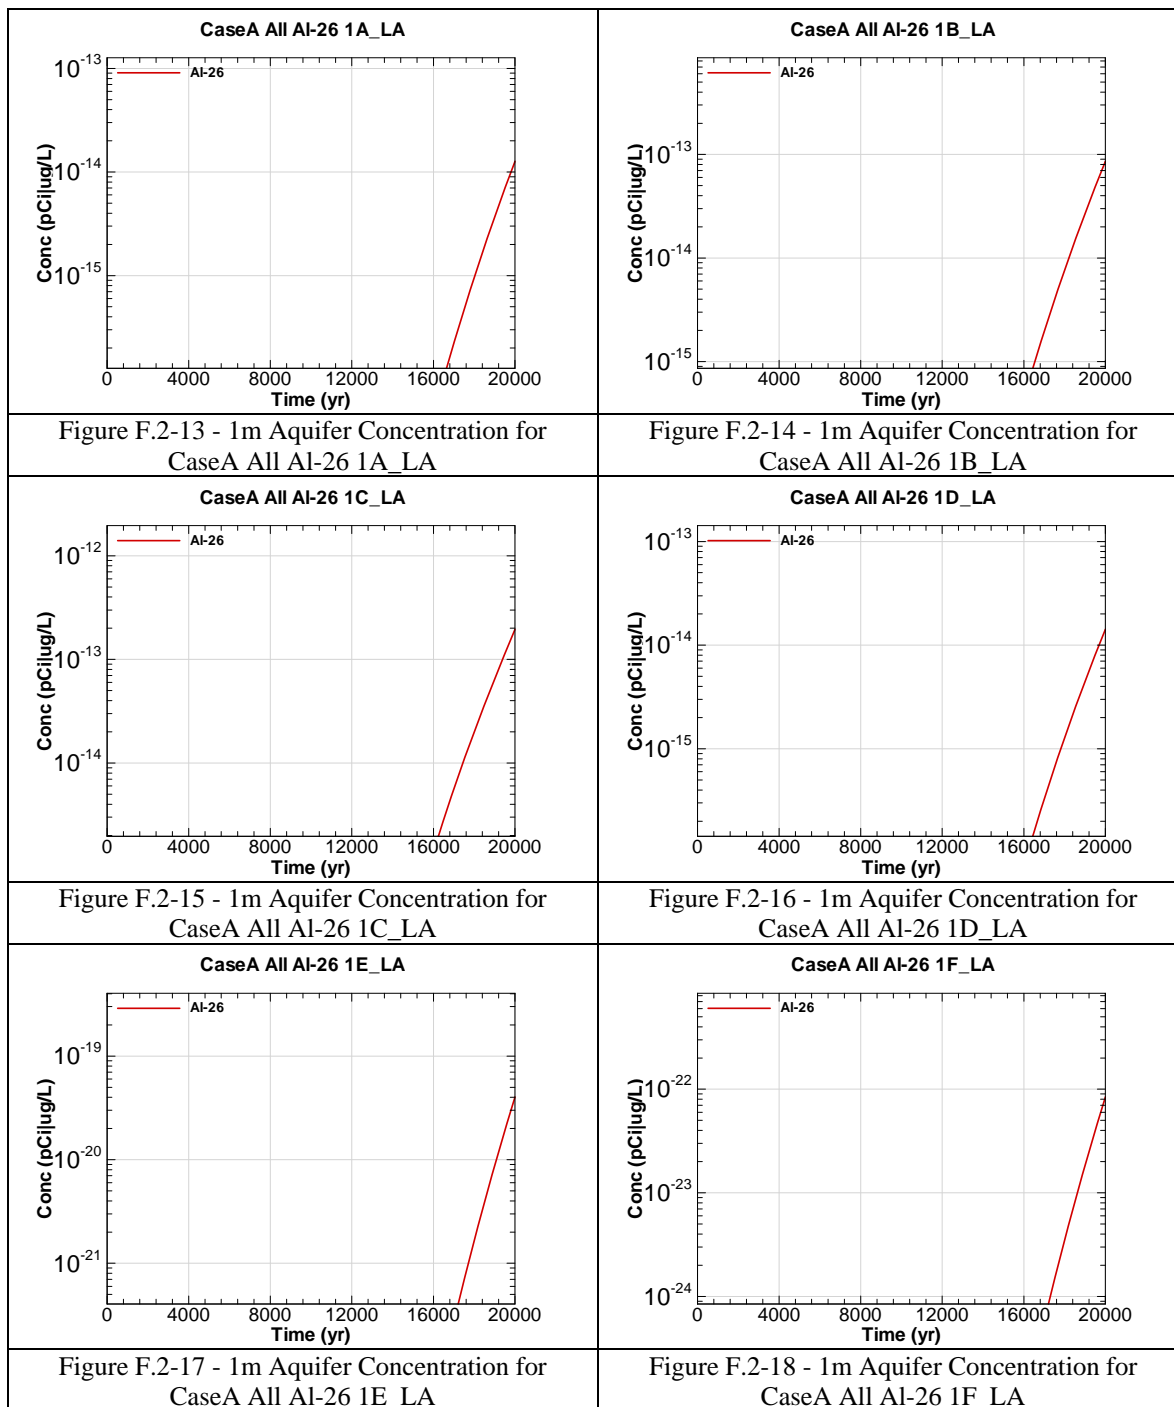 CaseA All Al-26 1A_LA
Al-26
10-13
10-14
10-15
Conc (pCi|ug/L)
0 4000 8000 12000 16000 20000
Time (yr)
Figure F.2-13 - 1m Aquifer Concentration for
CaseA All Al-26 1A_LA
CaseA All Al-26 1B_LA
Al-26
10-13
10-14
10-15
Conc (pCi|ug/L)
0 4000 8000 12000 16000 20000
Time (yr)
Figure F.2-14 - 1m Aquifer Concentration for
CaseA All Al-26 1B_LA
CaseA All Al-26 1C_LA
Al-26
10-12
10-13
10-14
Conc (pCi|ug/L)
0 4000 8000 12000 16000 20000
Time (yr)
Figure F.2-15 - 1m Aquifer Concentration for
CaseA All Al-26 1C_LA
CaseA All Al-26 1D_LA
Al-26
10-13
10-14
10-15
Conc (pCi|ug/L)
0 4000 8000 12000 16000 20000
Time (yr)
Figure F.2-16 - 1m Aquifer Concentration for
CaseA All Al-26 1D_LA
CaseA All Al-26 1E_LA
Al-26
10-19
10-20
10-21
Conc (pCi|ug/L)
0 4000 8000 12000 16000 20000
Time (yr)
Figure F.2-17 - 1m Aquifer Concentration for
CaseA All Al-26 1E_LA
CaseA All Al-26 1F_LA
Al-26
10-22
10-23
10-24
Conc (pCi|ug/L)
0 4000 8000 12000 16000 20000
Time (yr)
Figure F.2-18 - 1m Aquifer Concentration for
CaseA All Al-26 1F_LA